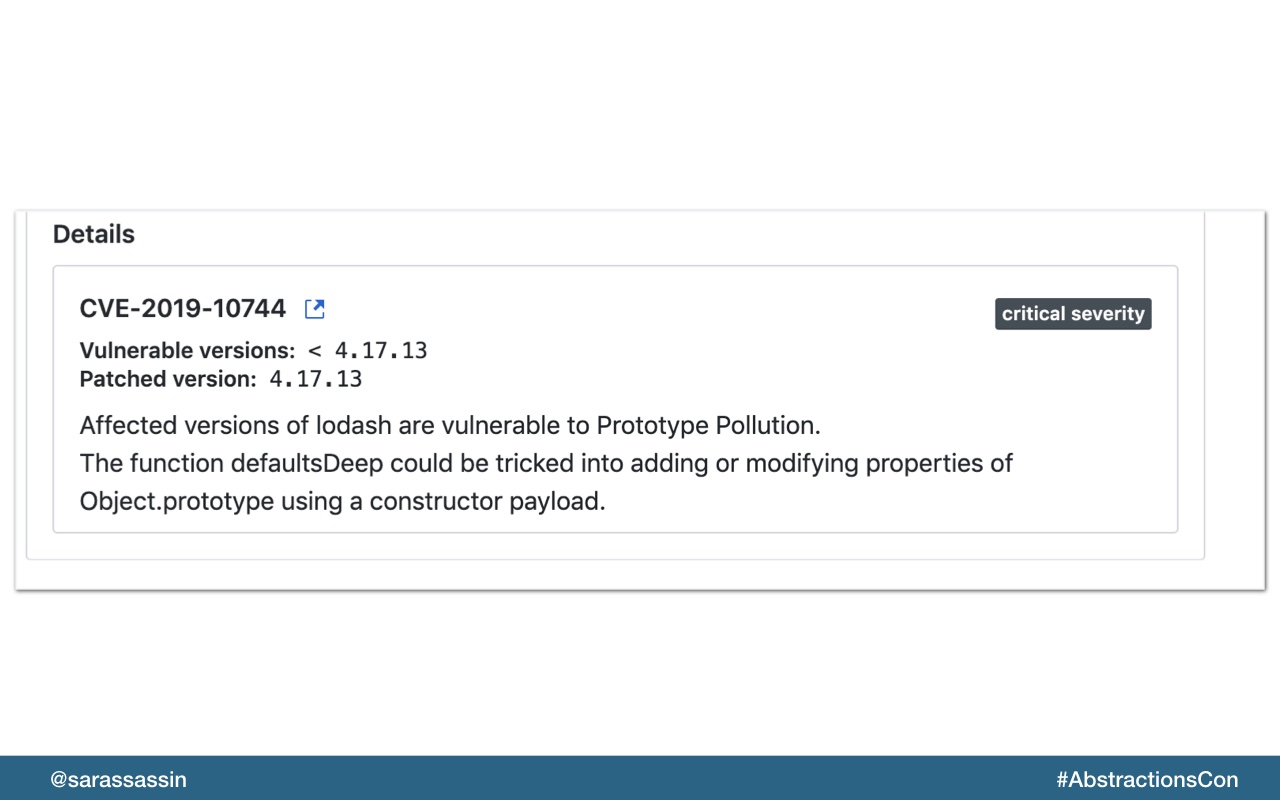 Details
CVE-2019-10744
critical severity
Vulnerable versions: < 4.17.13
Patched version: 4.17.13
Affected versions of lodash are vulnerable to Prototype Pollution.
The function defaultsDeep could be tricked into adding or modifying properties of
Object.prototype using a constructor payload.
@sarassassin
#AbstractionsCon